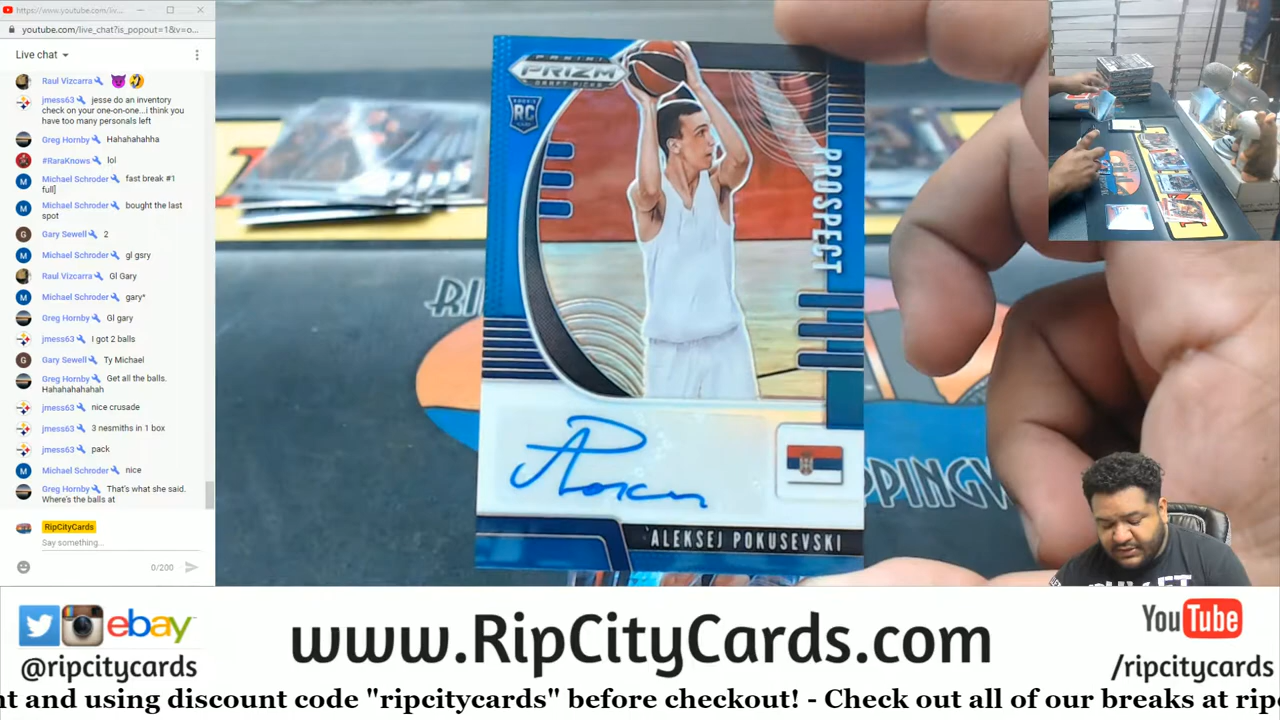 https://www.youtube.com/liv...
youtube.com/live_chat?is_popout=1&v=o...
Live chat
Raul Vizcarra
jmess63 jesse do an inventory
check on your one-on-one...i think you
have too many personals left
Greg Hornby Hahahahahha
#RaraKnows lol
Michael Schroder fast break #1
full]
Michael Schroder bought the last
spot
Gary Sewell 2
Michael Schroder gl gsry
Raul Vizcarra Gl Gary
Michael Schroder gary*
Greg Hornby Gl gary
jmess63 I got 2 balls
Gary Sewell Ty Michael
Greg Hornby Get all the balls.
Hahahahahahah
jmess63 nice crusade
jmess63 3 nesmiths in 1 box
jmess63 pack
Michael Schroder nice
Greg Hornby That's what she said.
Where's the balls at
RipCityCards
Say something...
0/200
PANINI
PRIZM
DRAFT PICKS
RC
PROSPECT
ALEKSEJ POKUSEVSKI
ebay
@ripcitycards
www.RipCityCards.com
YouTube
/ripcitycards
nt and using discount code "ripcitycards" before checkout! - Check out all of our breaks at rip